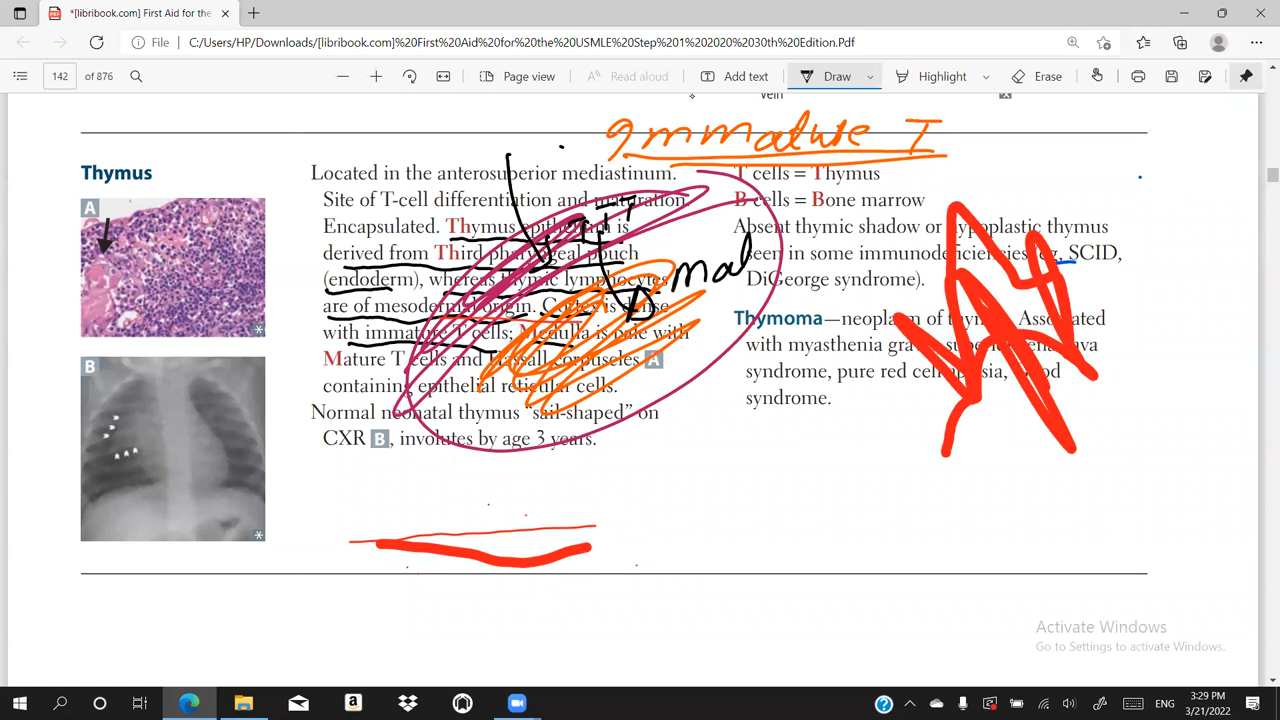 *[libribook.com] First Aid for the
File
C:/Users/HP/Downloads/[libribook.com]%20First%20Aid%20for%20the%20USMLE%20Step%201%202020%2030th%20Edition.Pdf
142 of 876
Page view
Read aloud
Add text
Draw
Highlight
Erase
vein
Immature T
Thymus
A
B
Located in the anterosuperior mediastinum.
Site of T-cell differentiation and maturation.
Encapsulated. Thymus epithelium is
derived from Third pharyngeal pouch
(endoderm), whereas thymic lymphocytes
are of mesodermal origin. Cortex is dense
with immature T cells; Medulla is pale with
Mature T cells and Hassall corpuscles A
containing epithelial reticular cells.
Normal neonatal thymus "sail-shaped" on
CXR B, involutes by age 3 years.
T cells = Thymus
B cells = Bone marrow
Absent thymic shadow or hypoplastic thymus
seen in some immunodeficiencies (eg, SCID,
DiGeorge syndrome).
Thymoma—neoplasm of thymus. Associated
with myasthenia gravis, superior vena cava
syndrome, pure red cell aplasia, Good
syndrome.
Activate Windows
Go to Settings to activate Windows.
ENG
3:29 PM
3/21/2022